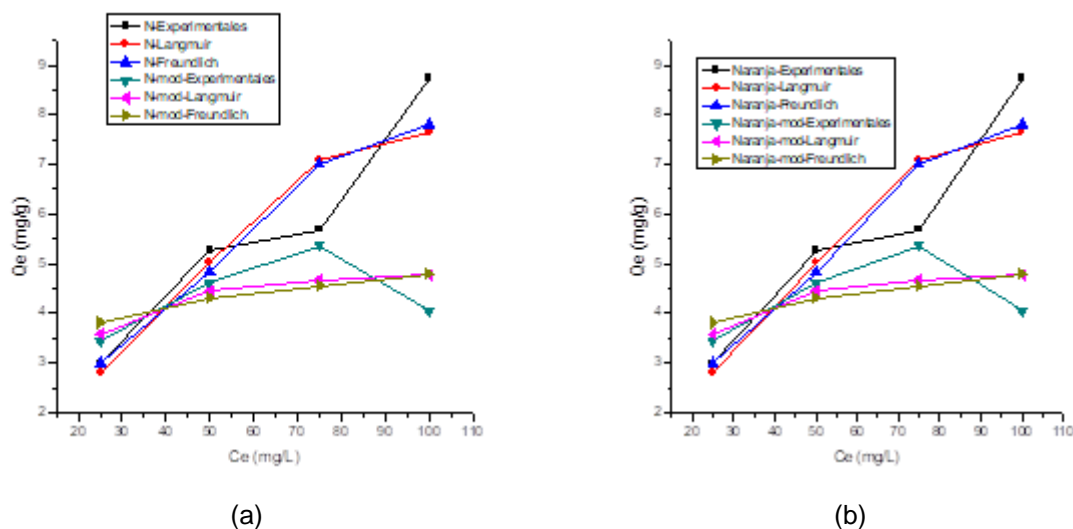 N-Experimentales
N-Langmuir
N-Freundlich
N-mod-Experimentales
N-mod-Langmuir
N-mod-Freundlich
9
8
7
6
5
4
3
2
Qe (mg/g)
20 30 40 50 60 70 80 90 100 110
Ce (mg/L)
(a)
Naranja-Experimentales
Naranja-Langmuir
Naranja-Freundlich
Naranja-mod-Experimentales
Naranja-mod-Langmuir
Naranja-mod-Freundlich
9
8
7
6
5
4
3
2
Qe (mg/g)
20 30 40 50 60 70 80 90 100 110
Ce (mg/L)
(b)